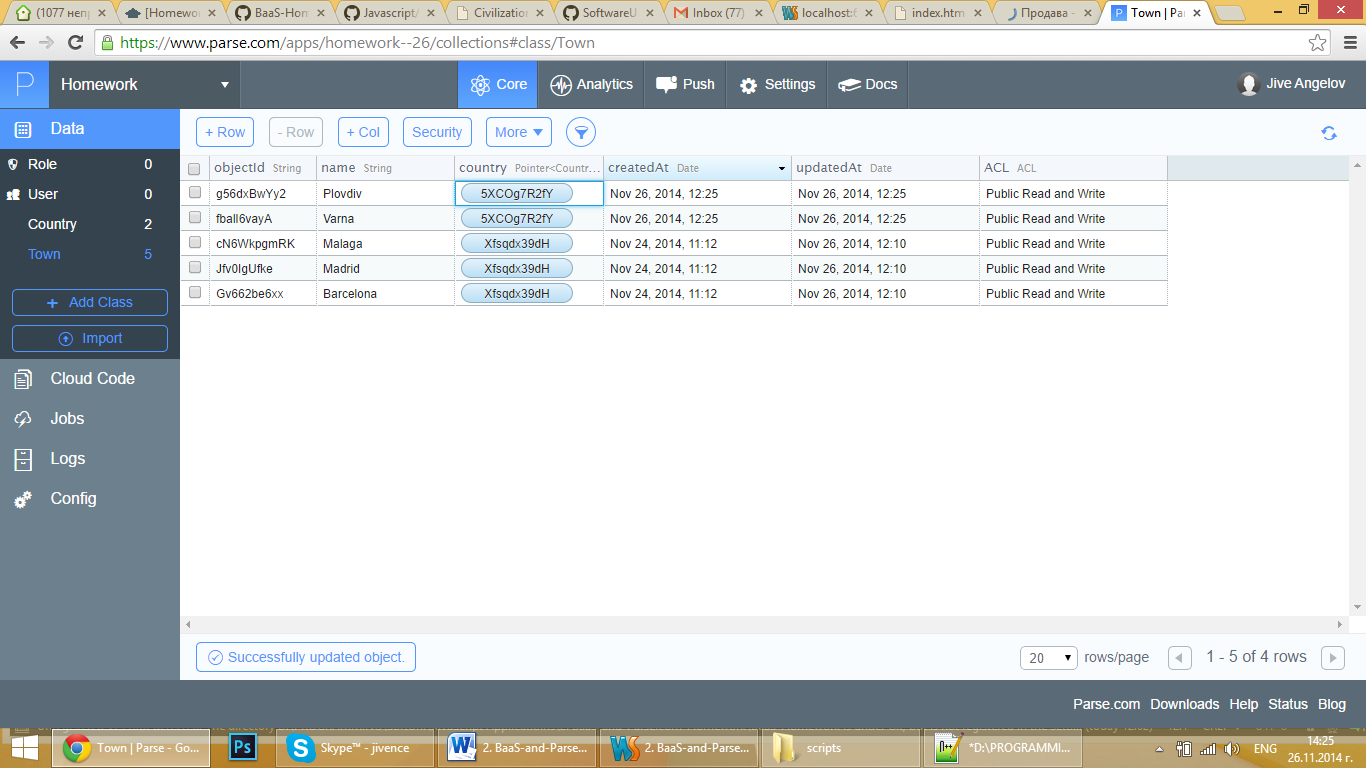 (1077 непр
[Homewor
BaaS-Hom
Javascript/
Civilization
SoftwareU
Inbox (77)
localhost:6
index.htm
Продава -
Town | Par
https://www.parse.com/apps/homework--26/collections#class/Town
P Homework
Core Analytics Push Settings Docs
Jive Angelov
Data
Role 0
User 0
Country 2
Town 5
+ Add Class
Import
Cloud Code
Jobs
Logs
Config
+ Row - Row + Col Security More
objectId String name String country Pointer<Countr... createdAt Date updatedAt Date ACL ACL
g56dxBwYy2 Plovdiv 5XCOg7R2fY Nov 26, 2014, 12:25 Nov 26, 2014, 12:25 Public Read and Write
fball6vayA Varna 5XCOg7R2fY Nov 26, 2014, 12:25 Nov 26, 2014, 12:25 Public Read and Write
cN6WkpgmRK Malaga Xfsqdx39dH Nov 24, 2014, 11:12 Nov 26, 2014, 12:10 Public Read and Write
Jfv0IgUfke Madrid Xfsqdx39dH Nov 24, 2014, 11:12 Nov 26, 2014, 12:10 Public Read and Write
Gv662be6xx Barcelona Xfsqdx39dH Nov 24, 2014, 11:12 Nov 26, 2014, 12:10 Public Read and Write
Successfully updated object.
20 rows/page 1 - 5 of 4 rows
Parse.com Downloads Help Status Blog
Town | Parse - Go...
Ps
Skype™ - jivence
2. BaaS-and-Parse...
2. BaaS-and-Parse...
scripts
*D:\PROGRAMMI...
ENG
14:25
26.11.2014 г.